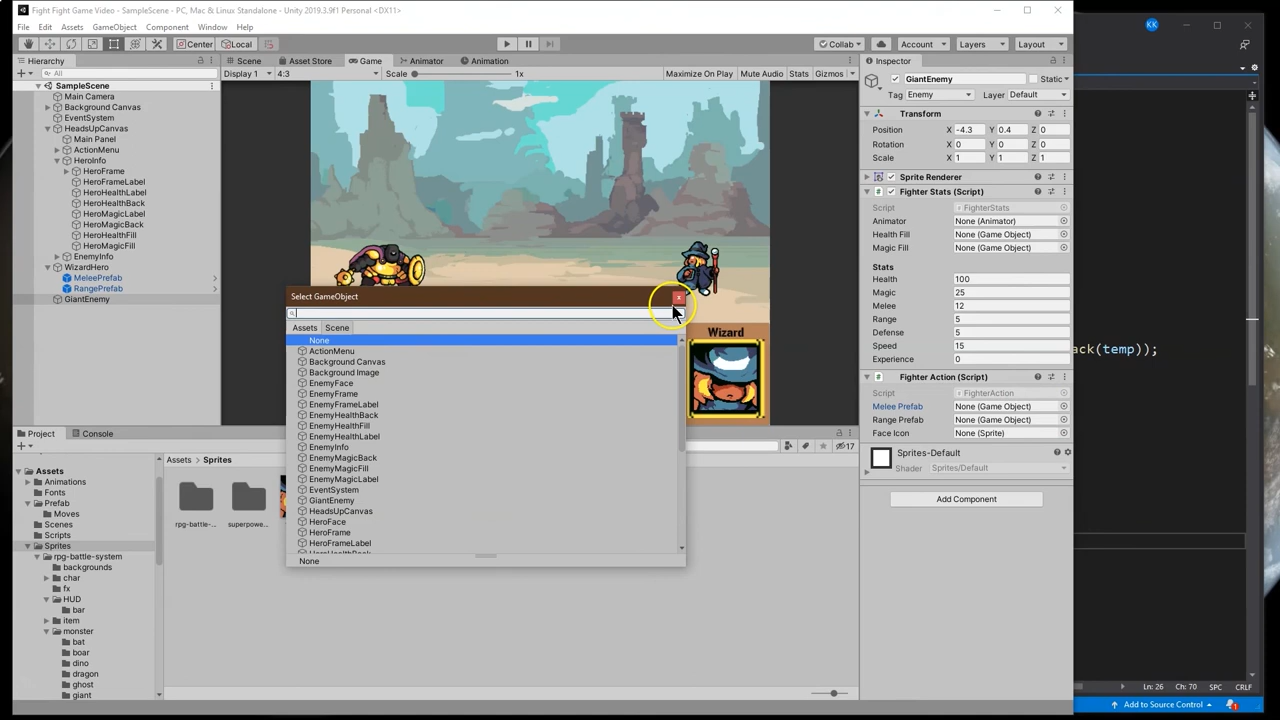 Fight Fight Game Video - SampleScene - PC, Mac & Linux Standalone - Unity 2019.3.9f1 Personal <DX11>
KK
File Edit Assets GameObject Component Window Help
Center Local
Collab Account Layers Layout
Hierarchy
Scene Asset Store Game Animator Animation
Inspector
All
Display 1 4:3 Scale 1x Maximize On Play Mute Audio Stats Gizmos
GiantEnemy Static
Tag Enemy Layer Default
SampleScene
Main Camera
Background Canvas
EventSystem
HeadsUpCanvas
Main Panel
ActionMenu
HeroInfo
HeroFrame
HeroFrameLabel
HeroHealthLabel
HeroHealthBack
HeroMagicLabel
HeroMagicBack
HeroHealthFill
HeroMagicFill
EnemyInfo
WizardHero
MeleePrefab
RangePrefab
GiantEnemy
Transform
Position X -4.3 Y 0.4 Z 0
Rotation X 0 Y 0 Z 0
Scale X 1 Y 1 Z 1
Sprite Renderer
Fighter Stats (Script)
Script FighterStats
Animator None (Animator)
Health Fill None (Game Object)
Magic Fill None (Game Object)
Stats
Health 100
Magic 25
Melee 12
Range 5
Defense 5
Speed 15
Experience 0
Fighter Action (Script)
Script FighterAction
Melee Prefab None (Game Object)
Range Prefab None (Game Object)
Face Icon None (Sprite)
Sprites-Default
Shader Sprites/Default
Add Component
Select GameObject
x
Assets Scene
None
ActionMenu
Background Canvas
Background Image
EnemyFace
EnemyFrame
EnemyFrameLabel
EnemyHealthBack
EnemyHealthFill
EnemyHealthLabel
EnemyInfo
EnemyMagicBack
EnemyMagicFill
EnemyMagicLabel
EventSystem
GiantEnemy
HeadsUpCanvas
HeroFace
HeroFrame
HeroFrameLabel
HeroHealthBack
None
Wizard
ack(temp));
Project Console
17
Assets
Animations
Fonts
Prefab
Moves
Scenes
Scripts
Sprites
rpg-battle-system
backgrounds
char
fx
HUD
bar
item
monster
bat
boar
dino
dragon
ghost
giant
Assets > Sprites
rpg-battle-... superpowe...
Ln: 26 Ch: 70 SPC CRLF
Add to Source Control 1